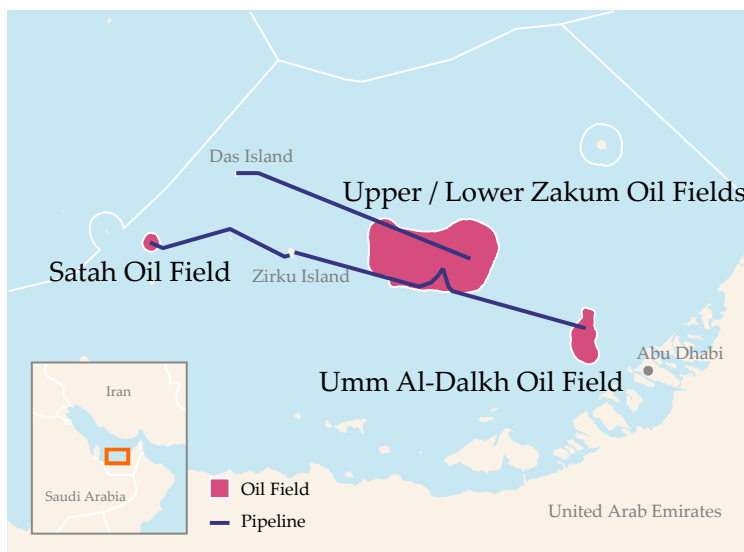 Das Island
Upper / Lower Zakum Oil Fields
Satah Oil Field
Zirku Island
Abu Dhabi
Umm Al-Dalkh Oil Field
Iran
Saudi Arabia
Oil Field
Pipeline
United Arab Emirates